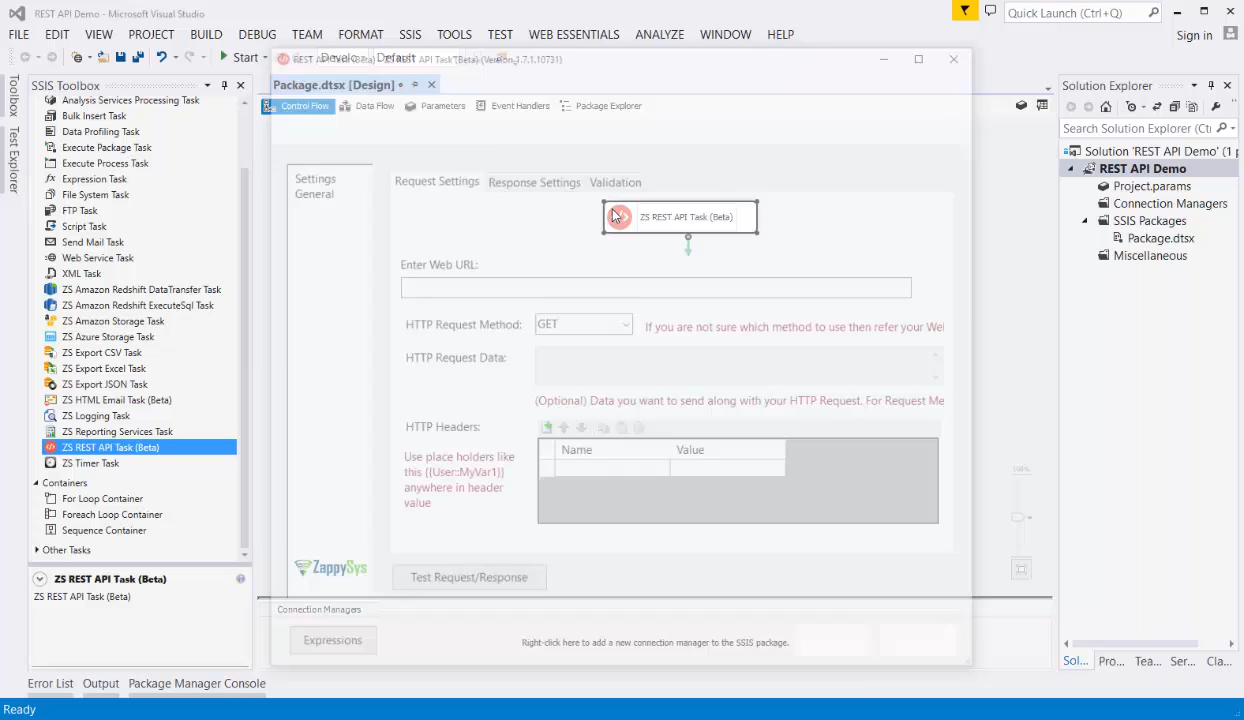 REST API Demo - Microsoft Visual Studio
Quick Launch (Ctrl+Q)
FILE EDIT VIEW PROJECT BUILD DEBUG TEAM FORMAT SSIS TOOLS TEST WEB ESSENTIALS ANALYZE WINDOW HELP
Sign in
Start
Default
Toolbox
Test Explorer
SSIS Toolbox
Analysis Services Processing Task
Bulk Insert Task
Data Profiling Task
Execute Package Task
Execute Process Task
Expression Task
File System Task
FTP Task
Script Task
Send Mail Task
Web Service Task
XML Task
ZS Amazon Redshift DataTransfer Task
ZS Amazon Redshift ExecuteSql Task
ZS Amazon Storage Task
ZS Azure Storage Task
ZS Export CSV Task
ZS Export Excel Task
ZS Export JSON Task
ZS HTML Email Task (Beta)
ZS Logging Task
ZS Reporting Services Task
ZS REST API Task (Beta)
ZS Timer Task
Containers
For Loop Container
Foreach Loop Container
Sequence Container
Other Tasks
ZS REST API Task (Beta)
ZS REST API Task (Beta)
Package.dtsx [Design]
Control Flow Data Flow Parameters Event Handlers Package Explorer
Settings
General
Request Settings Response Settings Validation
ZS REST API Task (Beta)
Enter Web URL:
HTTP Request Method: GET If you are not sure which method to use then refer your Wel
HTTP Request Data:
(Optional) Data you want to send along with your HTTP Request. For Request Me
HTTP Headers:
Name Value
Use place holders like
this {{User::MyVar1}}
anywhere in header
value
ZappySys
Test Request/Response
100%
Connection Managers
Expressions
Right-click here to add a new connection manager to the SSIS package.
Solution Explorer
Search Solution Explorer (Ctrl
Solution 'REST API Demo' (1 p
REST API Demo
Project.params
Connection Managers
SSIS Packages
Package.dtsx
Miscellaneous
Sol... Pro... Tea... Ser... Cla...
Error List Output Package Manager Console
Ready